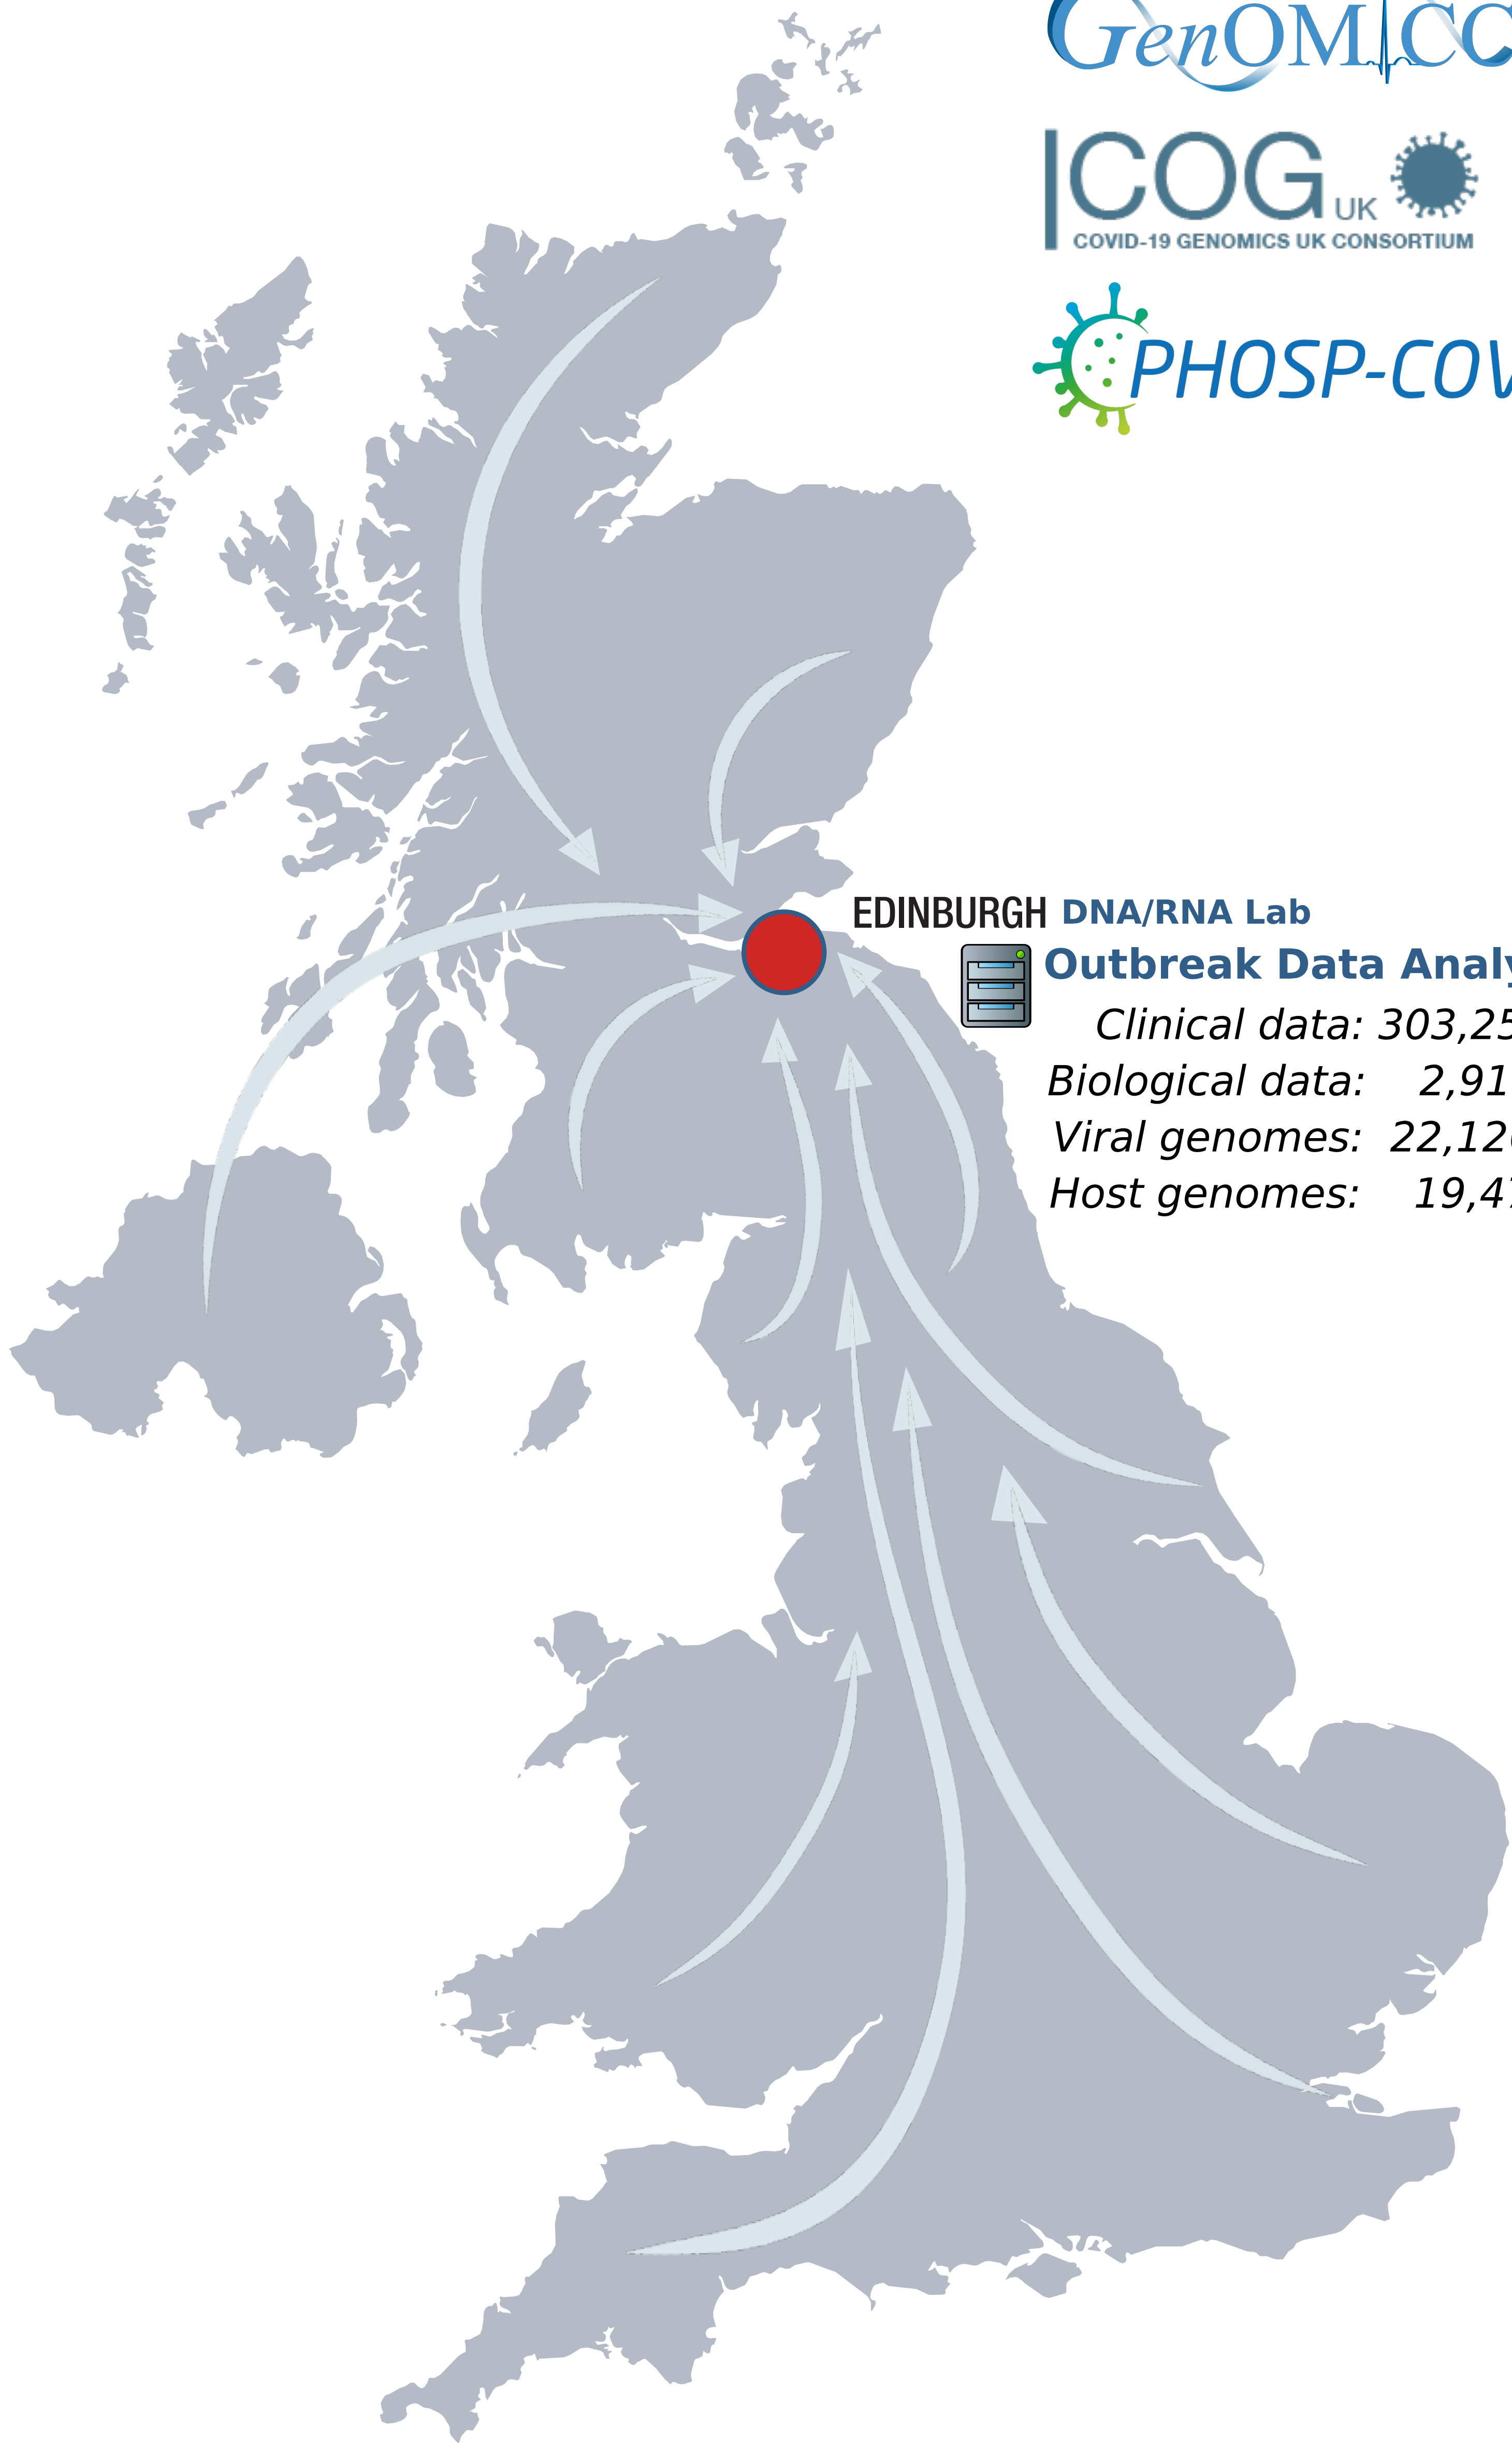 GenOMICC
COG UK
COVID-19 GENOMICS UK CONSORTIUM
PHOSP-COV
EDINBURGH DNA/RNA Lab
Outbreak Data Analy
Clinical data: 303,25
Biological data: 2,91
Viral genomes: 22,12
Host genomes: 19,4